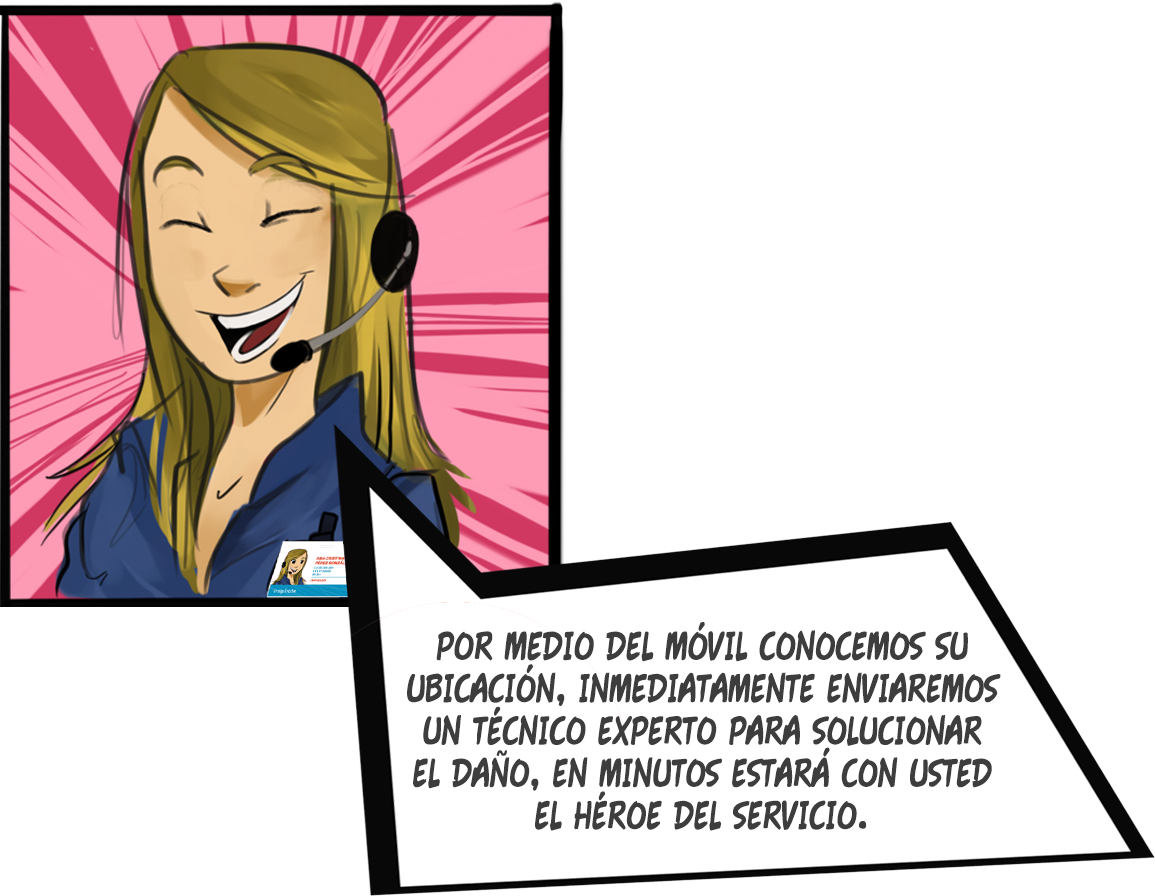 POR MEDIO DEL MÓVIL CONOCEMOS SU
UBICACIÓN, INMEDIATAMENTE ENVIAREMOS
UN TÉCNICO EXPERTO PARA SOLUCIONAR
EL DAÑO, EN MINUTOS ESTARÁ CON USTED
EL HÉROE DEL SERVICIO.